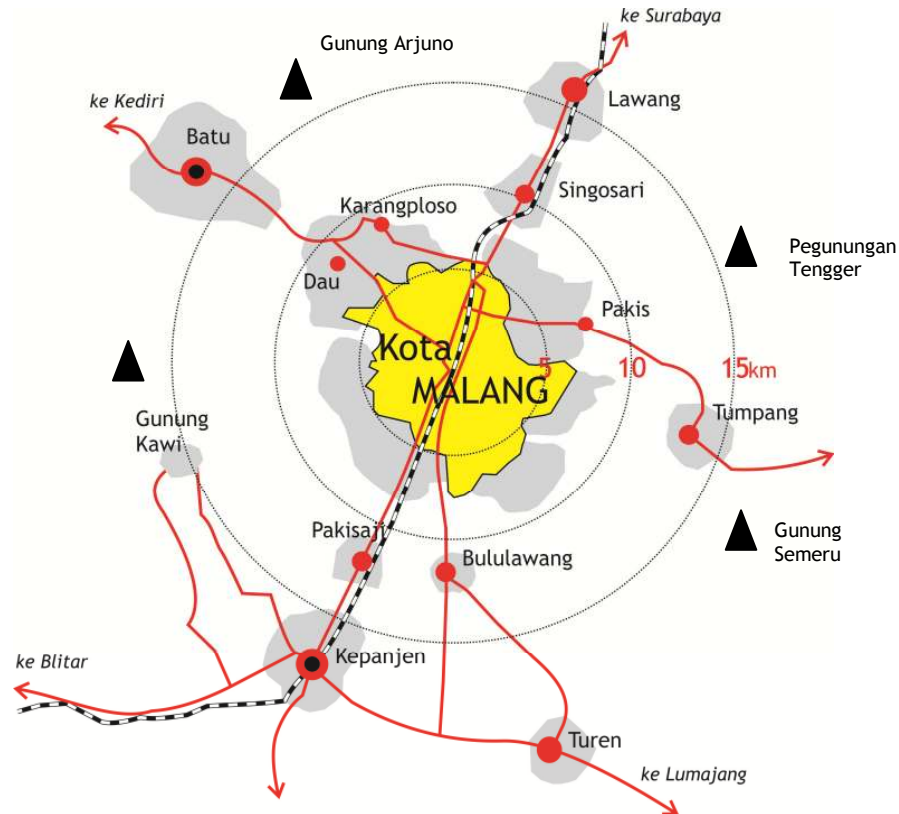 ke Surabaya
Gunung Arjuno
Lawang
ke Kediri
Batu
Singosari
Karangploso
Pegunungan
Tengger
Dau
Pakis
Kota
MALANG
5
10
15km
Gunung
Kawi
Tumpang
Pakisaji
Bululawang
Gunung
Semeru
ke Blitar
Kepanjen
Turen
ke Lumajang